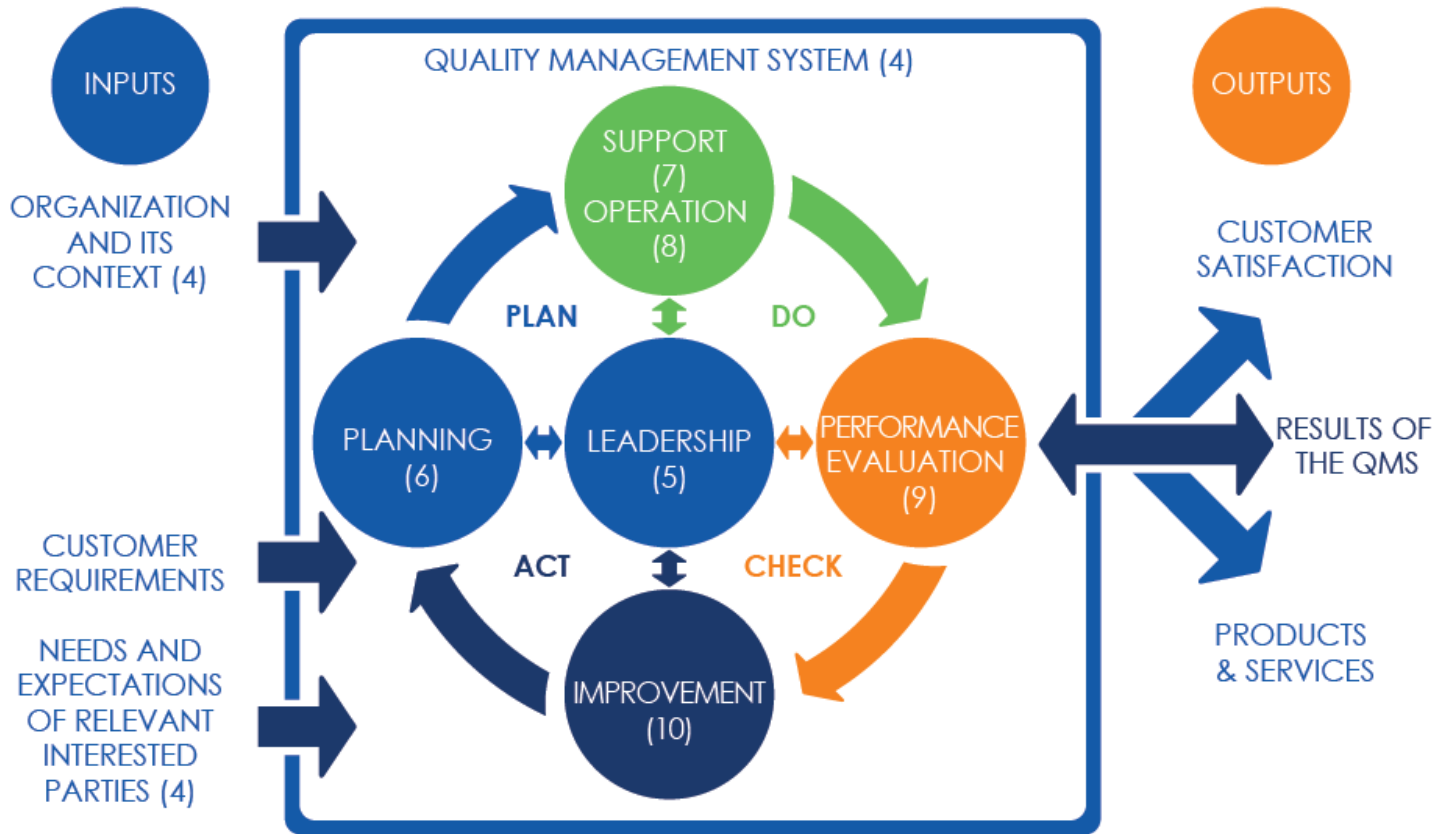 INPUTS
ORGANIZATION
AND ITS
CONTEXT (4)
CUSTOMER
REQUIREMENTS
NEEDS AND
EXPECTATIONS
OF RELEVANT
INTERESTED
PARTIES (4)
QUALITY MANAGEMENT SYSTEM (4)
SUPPORT
(7)
OPERATION
(8)
PLAN
DO
PLANNING
(6)
LEADERSHIP
(5)
PERFORMANCE
EVALUATION
(9)
ACT
CHECK
IMPROVEMENT
(10)
OUTPUTS
CUSTOMER
SATISFACTION
RESULTS OF
THE QMS
PRODUCTS
& SERVICES